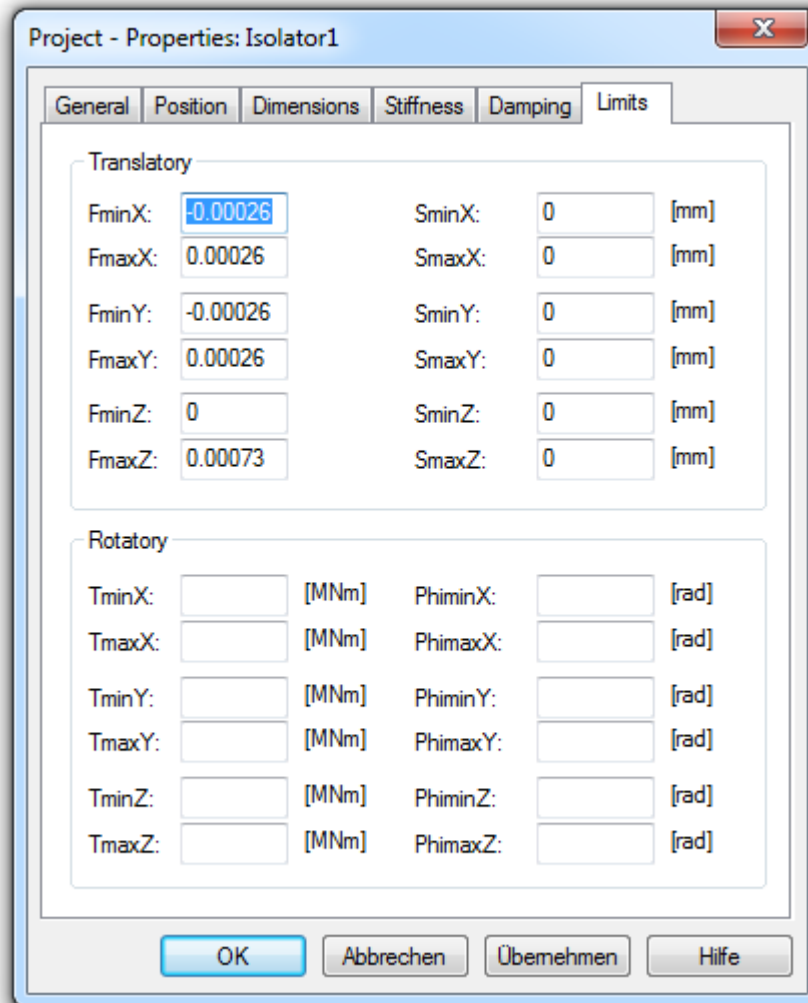 Project - Properties: Isolator1
General Position Dimensions Stiffness Damping Limits
Translatory
FminX: -0.00026 SminX: 0 [mm]
FmaxX: 0.00026 SmaxX: 0 [mm]
FminY: -0.00026 SminY: 0 [mm]
FmaxY: 0.00026 SmaxY: 0 [mm]
FminZ: 0 SminZ: 0 [mm]
FmaxZ: 0.00073 SmaxZ: 0 [mm]
Rotatory
TminX: [MNm] PhiminX: [rad]
TmaxX: [MNm] PhimaxX: [rad]
TminY: [MNm] PhiminY: [rad]
TmaxY: [MNm] PhimaxY: [rad]
TminZ: [MNm] PhiminZ: [rad]
TmaxZ: [MNm] PhimaxZ: [rad]
OK Abbrechen Übernehmen Hilfe